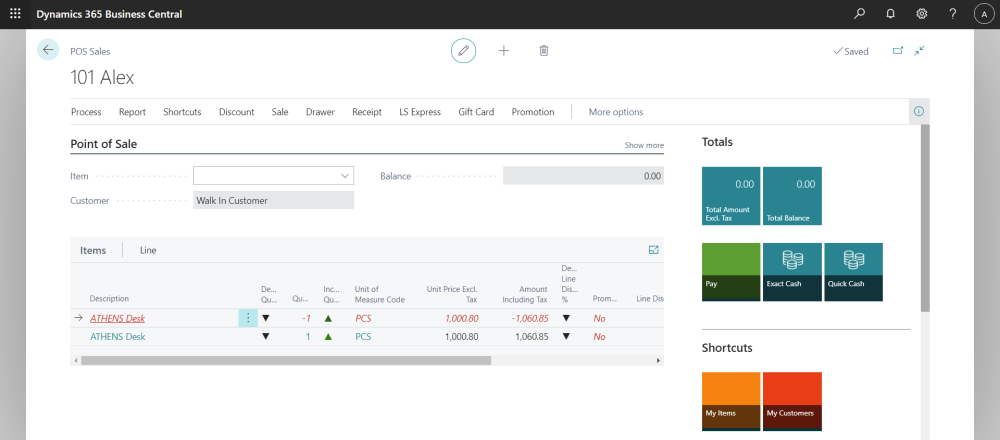 Dynamics 365 Business Central
?
A
POS Sales
Saved
101 Alex
Process Report Shortcuts Discount Sale Drawer Receipt LS Express Gift Card Promotion More options
Point of Sale
Show more
Item
Balance
0.00
Customer
Walk In Customer
Items Line
Description
De...
Qu...
Qu...
Inc...
Qu...
Unit of
Measure Code
Unit Price Excl.
Tax
Amount
Including Tax
De...
Line
Dis...
%
Prom...
Line Dis
ATHENS Desk -1 PCS 1,000.80 -1,060.85 No
ATHENS Desk 1 PCS 1,000.80 1,060.85 No
Totals
0.00
Total Amount
Excl. Tax
0.00
Total Balance
Pay
Exact Cash
Quick Cash
Shortcuts
My Items
My Customers